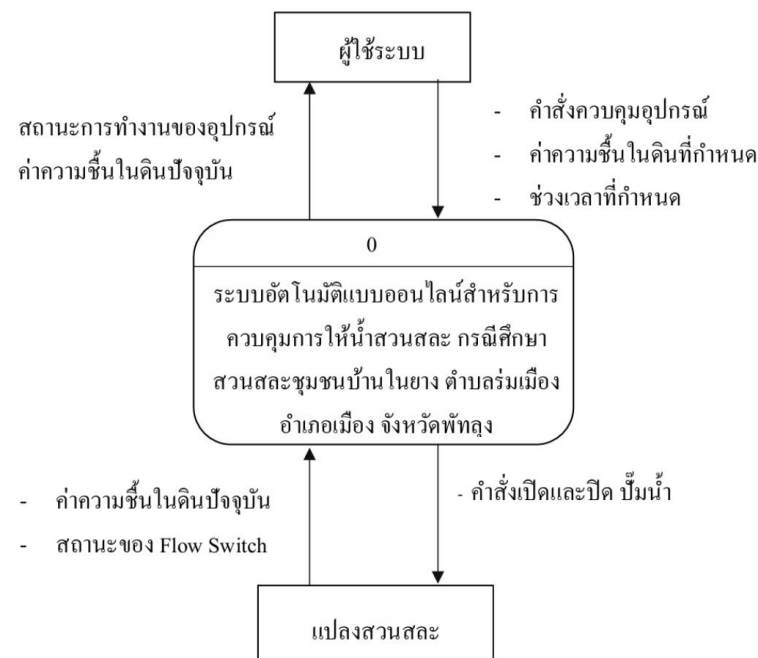 ผู้ใช้ระบบ
สถานะการทำงานของอุปกรณ์
ค่าความชื้นในดินปัจจุบัน
- คำสั่งควบคุมอุปกรณ์
- ค่าความชื้นในดินที่กำหนด
- ช่วงเวลาที่กำหนด
0
ระบบอัตโนมัติแบบออนไลน์สำหรับการ
ควบคุมการให้น้ำสวนสละ กรณีศึกษา
สวนสละชุมชนบ้านในยาง ตำบลร่มเมือง
อำเภอเมือง จังหวัดพัทลุง
- ค่าความชื้นในดินปัจจุบัน
- สถานะของ Flow Switch
- คำสั่งเปิดและปิด ปั๊มน้ำ
แปลงสวนสละ